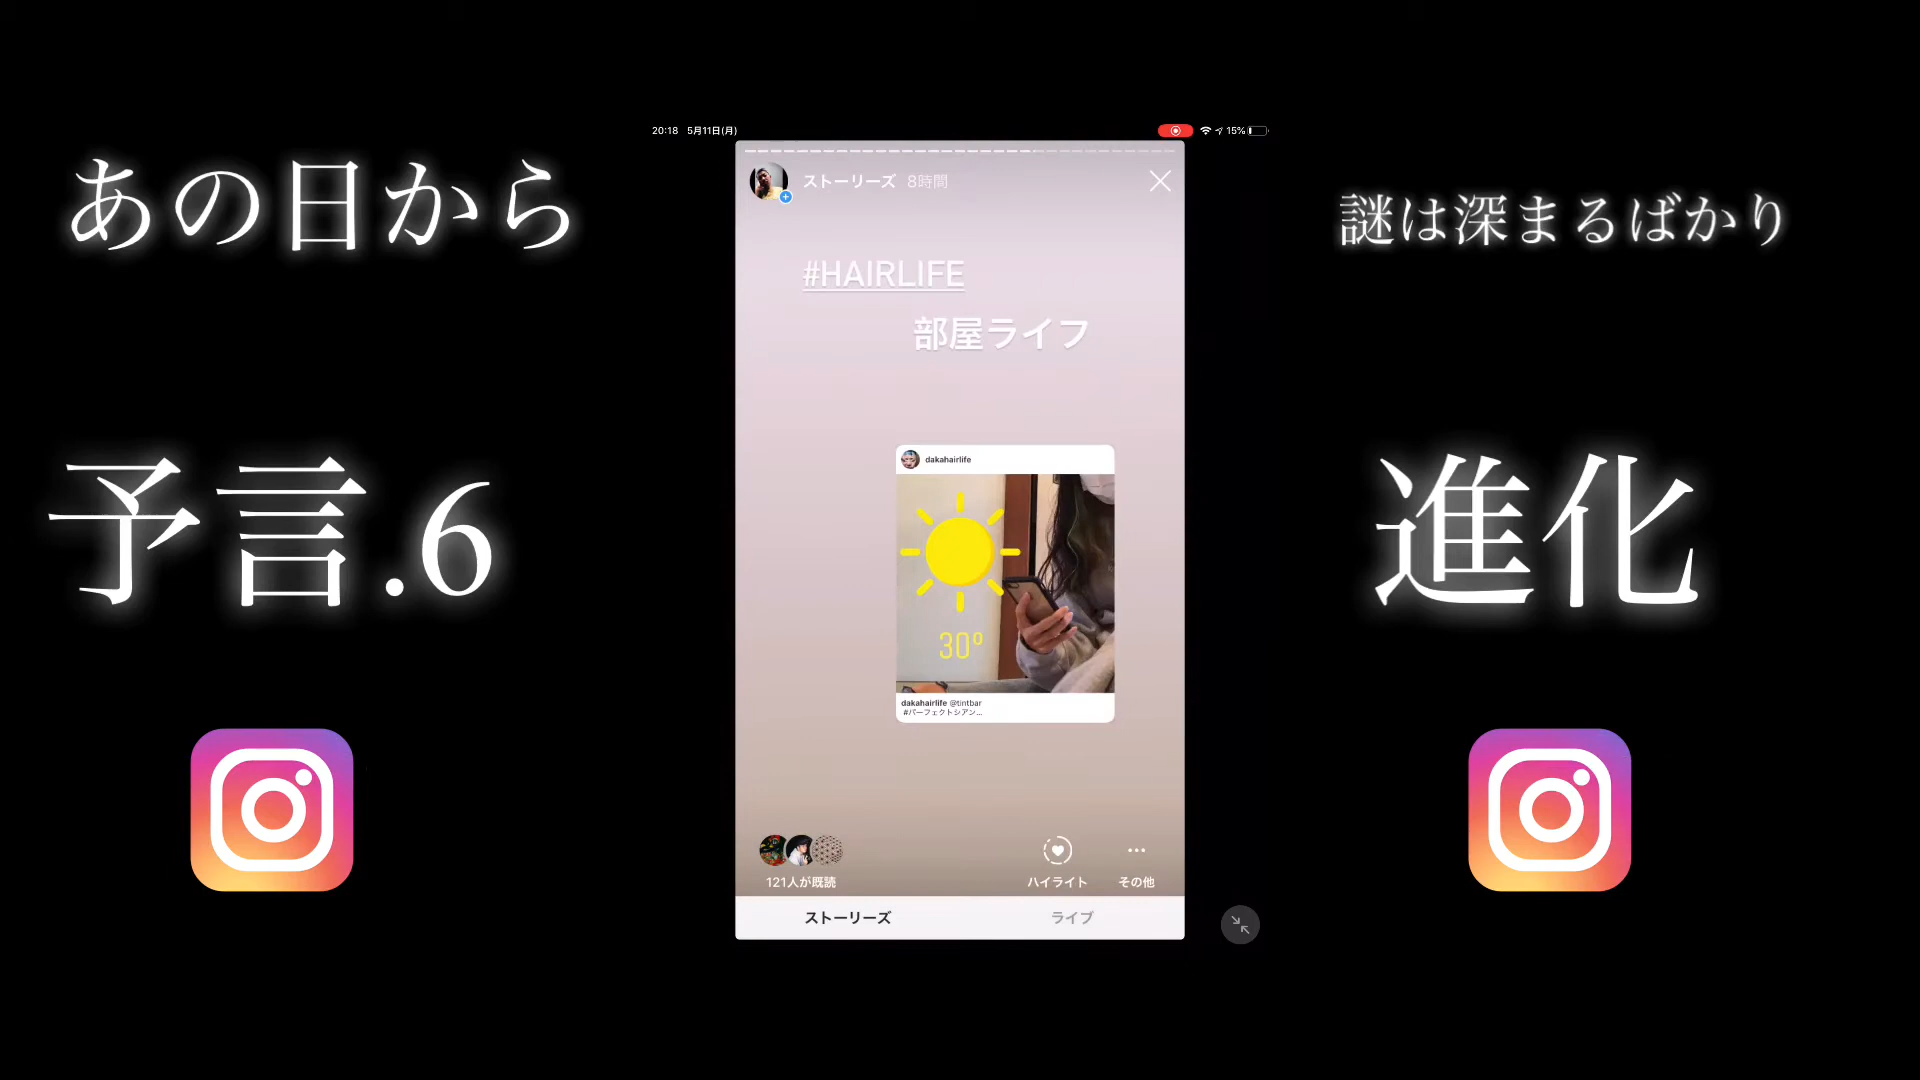 20:18 5月11日(月)
15%
あの日から
謎は深まるばかり
ストーリーズ 8時間
#HAIRLIFE
部屋ライフ
予言.6
進化
dakahairlife
30°
dakahairlife @tintbar
#パーフェクトシアン...
121人が既読
ハイライト
その他
ストーリーズ
ライブ